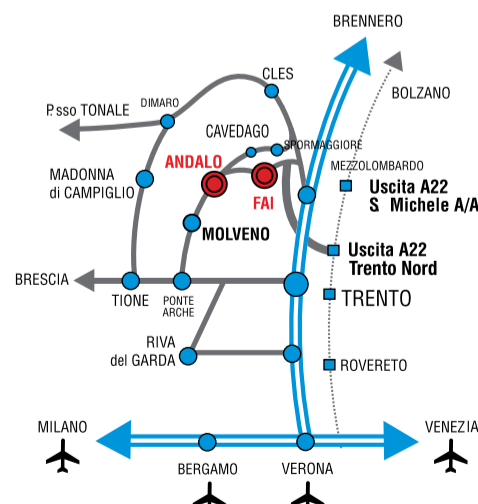 BRENNERO
BOLZANO
CLES
DIMARO
P.sso TONALE
CAVEDAGO
SPORMAGGIORE
ANDALO
MEZZOLOMBARDO
MADONNA
di CAMPIGLIO
FAI
Uscita A22
S. Michele A/A
MOLVENO
Uscita A22
Trento Nord
BRESCIA
TIONE
PONTE
ARCHE
TRENTO
RIVA
del GARDA
ROVERETO
MILANO
VENEZIA
BERGAMO
VERONA